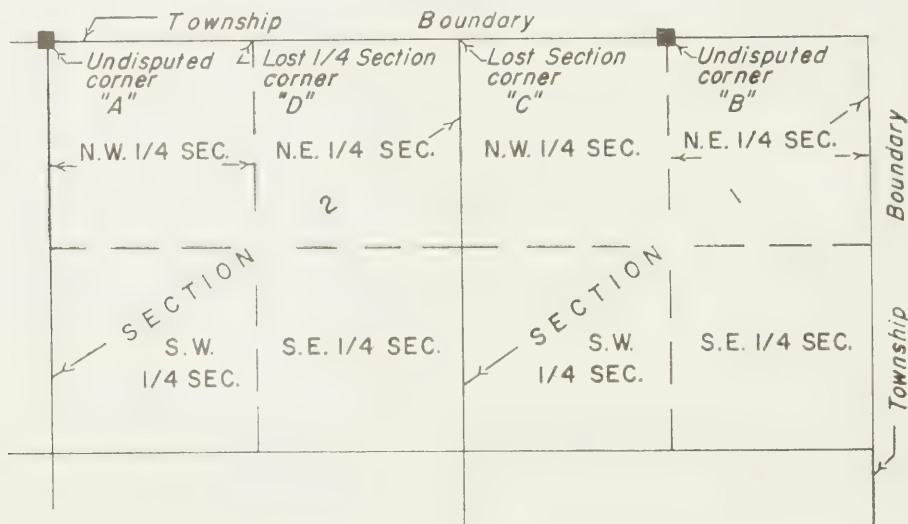 Township Boundary
Undisputed corner "A"
Lost 1/4 Section corner "D"
Lost Section corner "C"
Undisputed corner "B"
N.W. 1/4 SEC.
N.E. 1/4 SEC.
N.W. 1/4 SEC.
N.E. 1/4 SEC.
2
1
SECTION
SECTION
S.W. 1/4 SEC.
S.E. 1/4 SEC.
S.W. 1/4 SEC.
S.E. 1/4 SEC.
Township Boundary